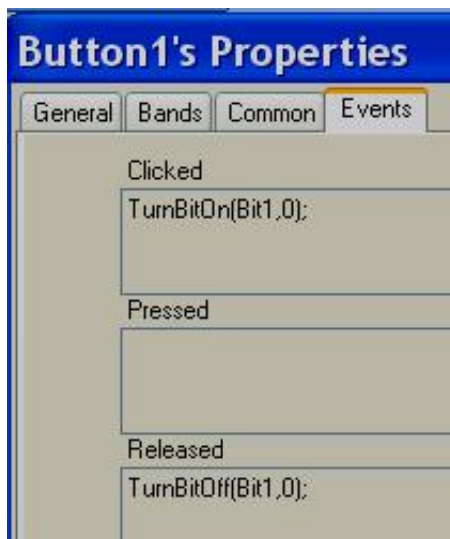 Button1's Properties
General Bands Common Events
Clicked
TurnBitOn(Bit1,0);
Pressed
Released
TurnBitOff(Bit1,0);